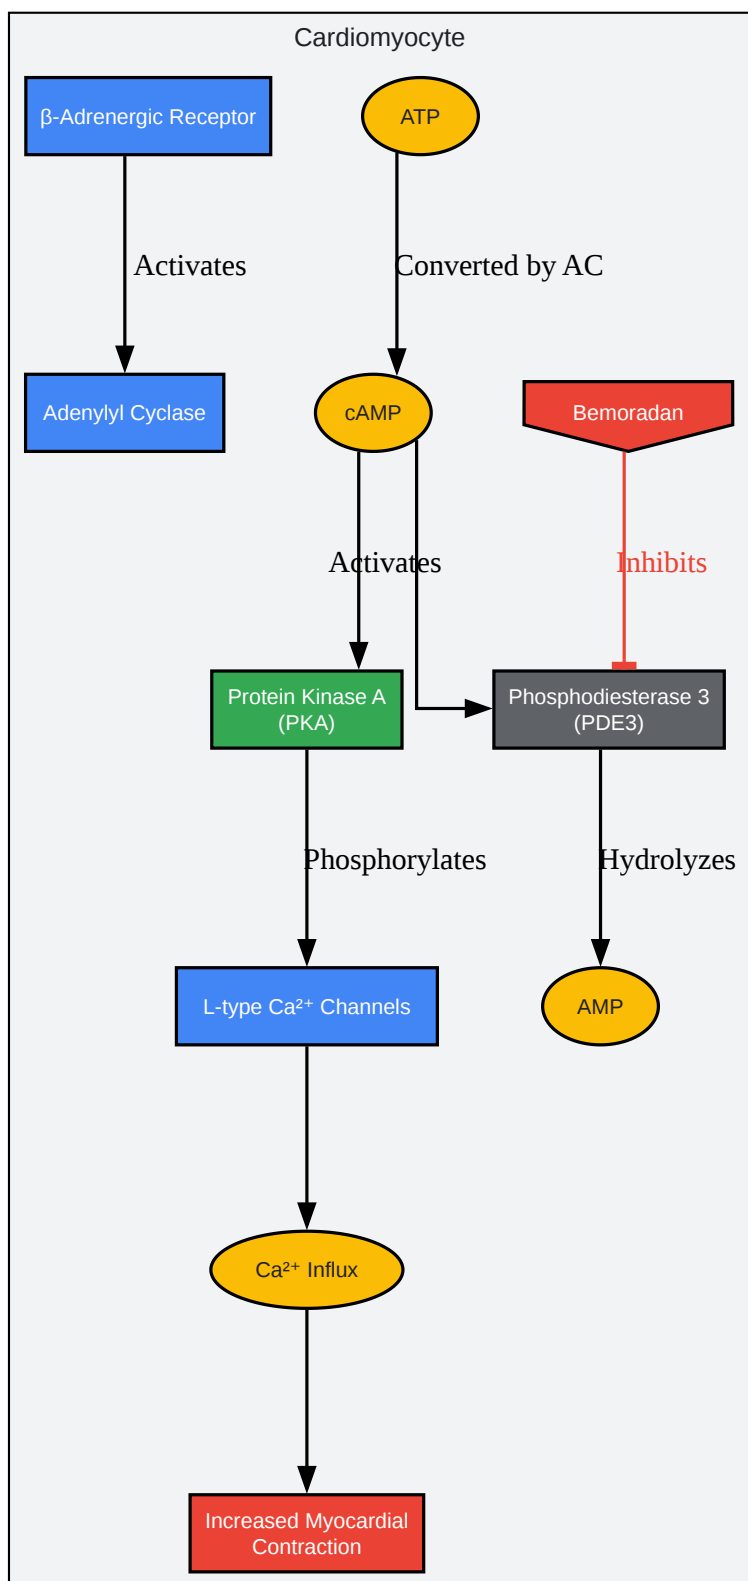 Cardiomyocyte
β-Adrenergic Receptor
ATP
Activates
Converted by AC
Adenylyl Cyclase
cAMP
Bemoradan
Activates
Inhibits
Protein Kinase A
(PKA)
Phosphodiesterase 3
(PDE3)
Phosphorylates
Hydrolyzes
L-type Ca²⁺ Channels
AMP
Ca²⁺ Influx
Increased Myocardial
Contraction